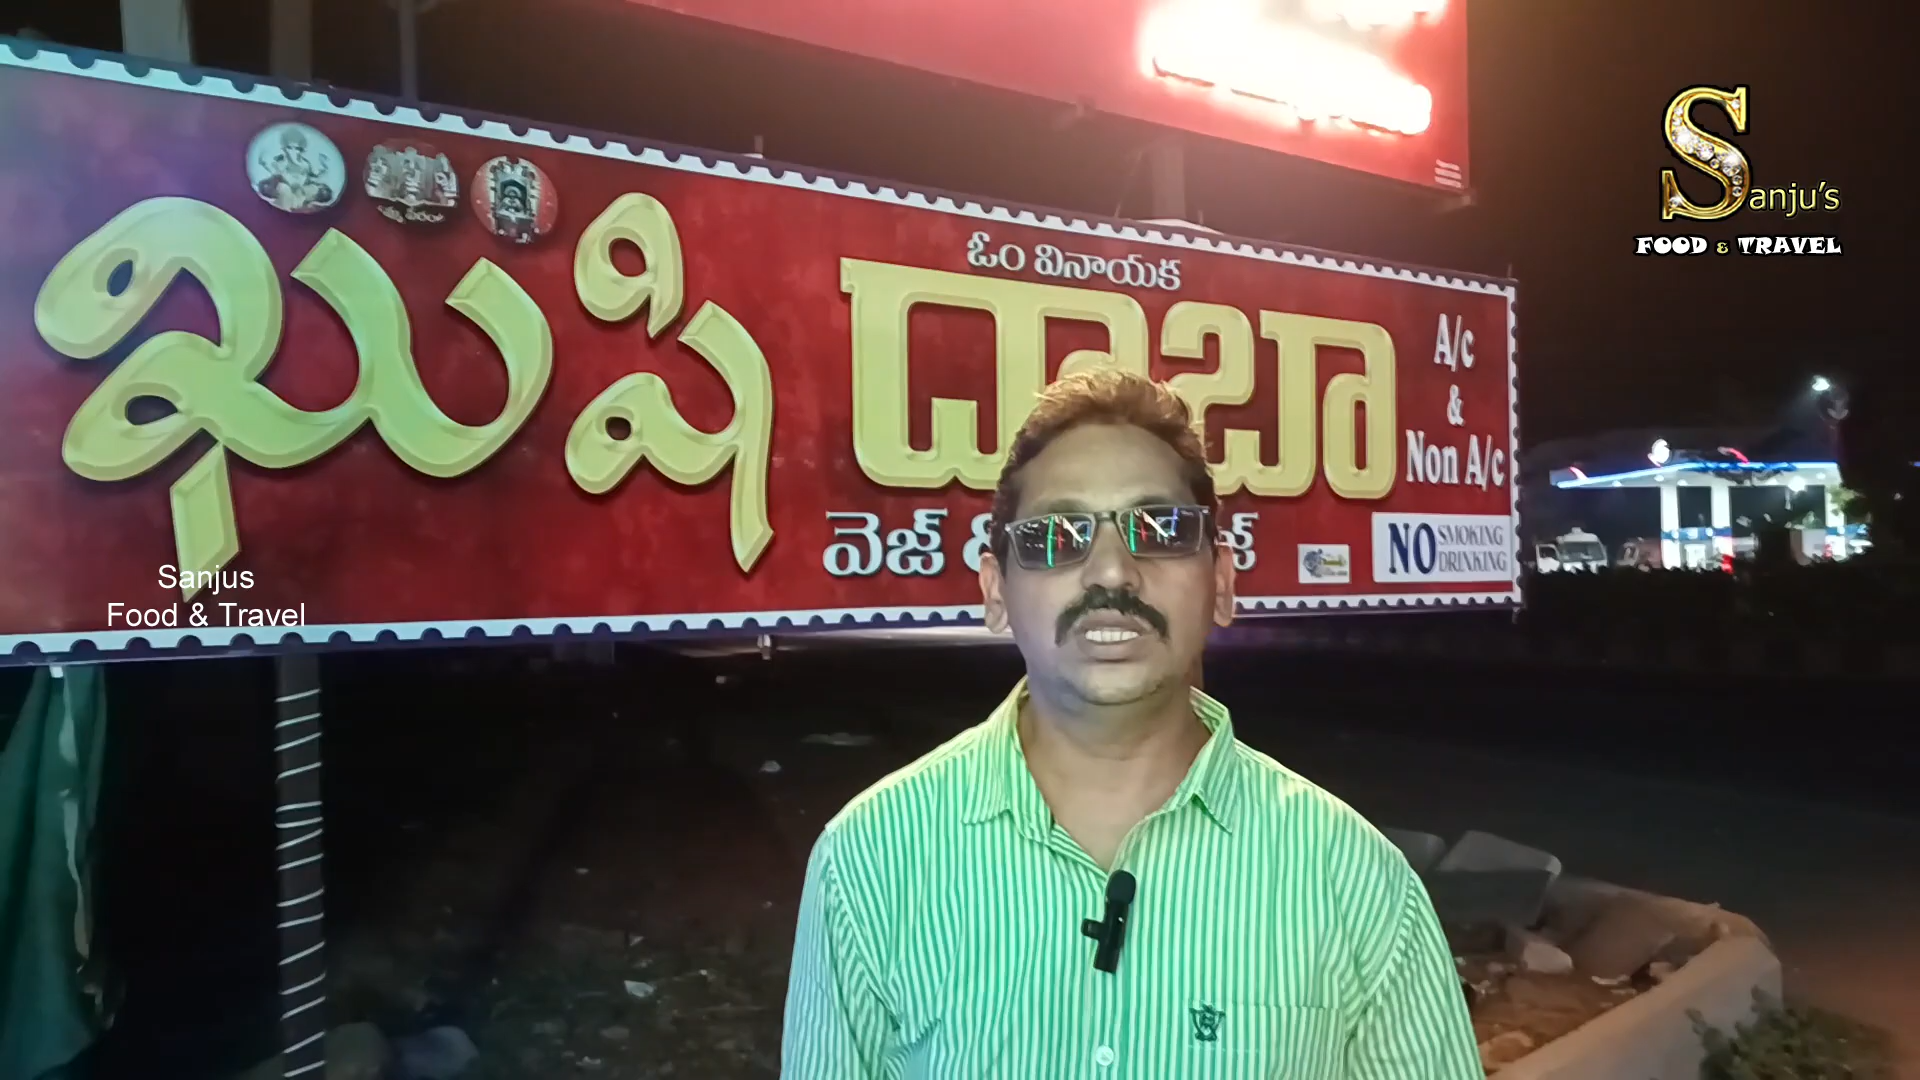 Sanju's
FOOD & TRAVEL
ఓం వినాయక
ఖుషి దాబా
A/c
&
Non A/c
వెజ్
NO SMOKING
DRINKING
Sanjus
Food & Travel